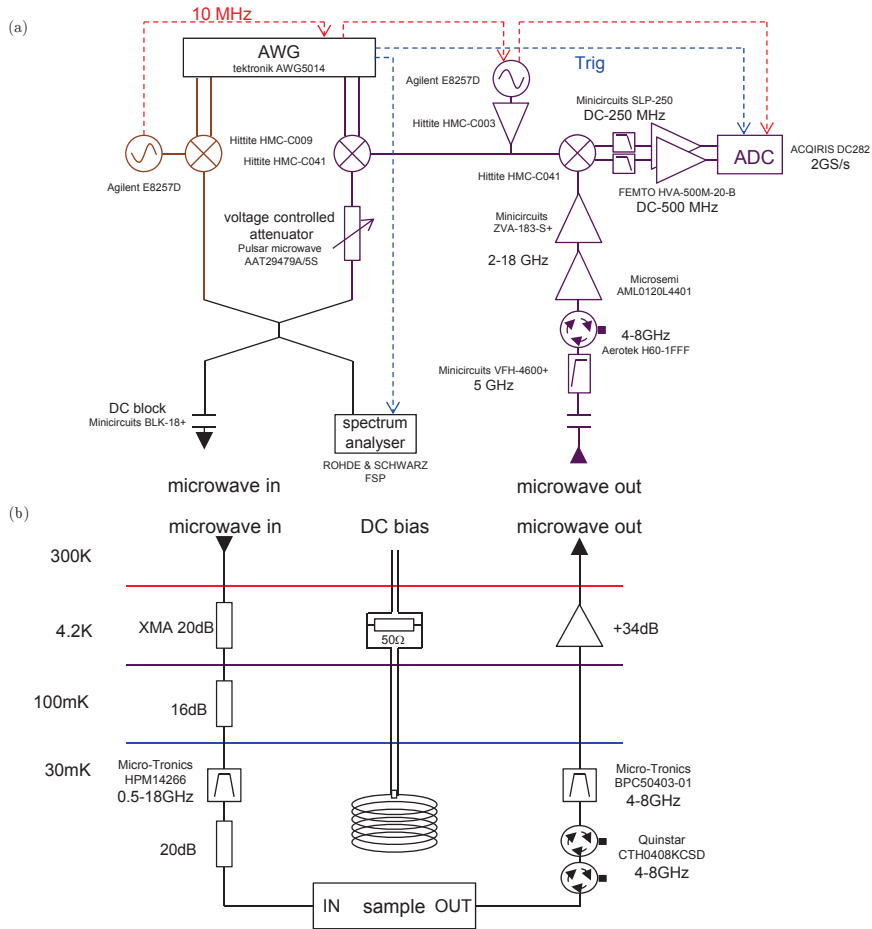 (a)
10 MHz
AWG
tektronik AWG5014
Trig
Agilent E8257D
Minicircuits SLP-250
DC-250 MHz
Hittite HMC-C003
Hittite HMC-C009
Hittite HMC-C041
ADC
ACQIRIS DC282
2GS/s
Agilent E8257D
Hittite HMC-C041
FEMTO HVA-500M-20-B
DC-500 MHz
voltage controlled
attenuator
Pulsar microwave
AAT29479A/5S
Minicircuits
ZVA-183-S+
2-18 GHz
Microsemi
AML0120L4401
4-8GHz
Aerotek H60-1FFF
Minicircuits VFH-4600+
5 GHz
DC block
Minicircuits BLK-18+
spectrum
analyser
ROHDE & SCHWARZ
FSP
microwave in
microwave out
(b)
microwave in
DC bias
microwave out
300K
4.2K
XMA 20dB
50Ω
+34dB
100mK
16dB
30mK
Micro-Tronics
HPM14266
0.5-18GHz
Micro-Tronics
BPC50403-01
4-8GHz
20dB
Quinstar
CTH0408KCSD
4-8GHz
IN sample OUT